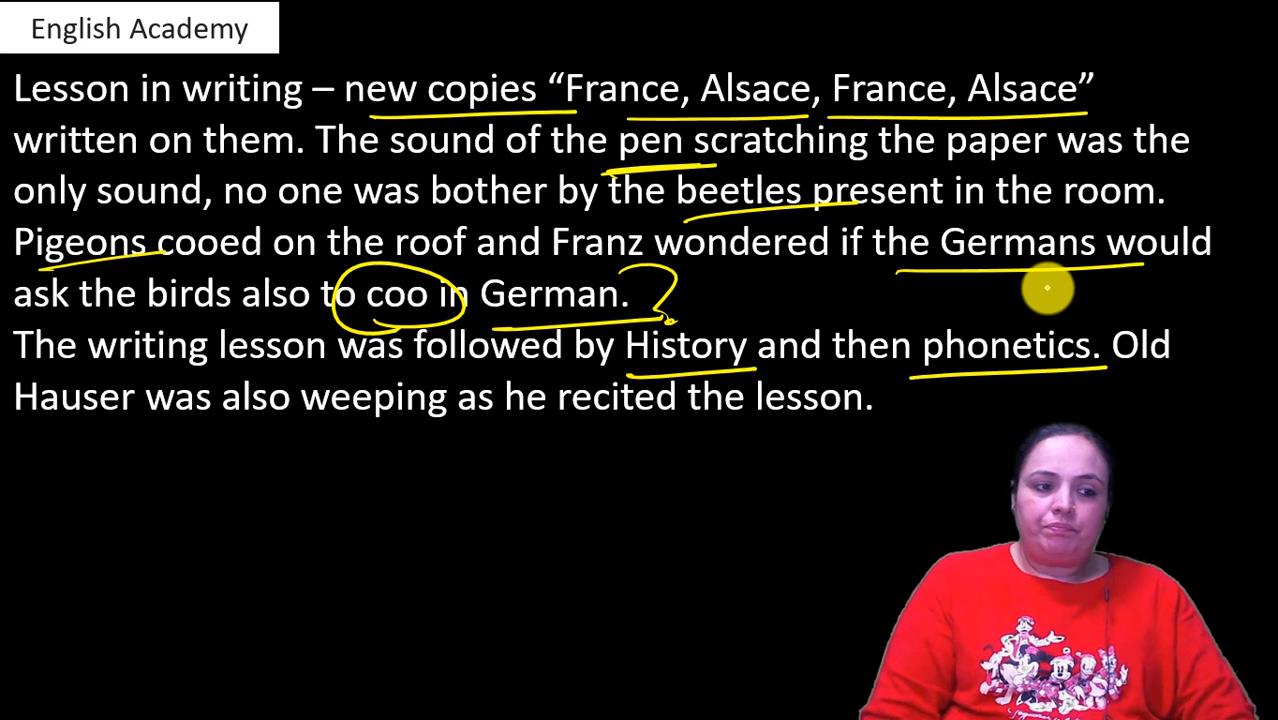 English Academy
Lesson in writing – new copies “France, Alsace, France, Alsace”
written on them. The sound of the pen scratching the paper was the
only sound, no one was bother by the beetles present in the room.
Pigeons cooed on the roof and Franz wondered if the Germans would
ask the birds also to coo in German. ?
The writing lesson was followed by History and then phonetics. Old
Hauser was also weeping as he recited the lesson.